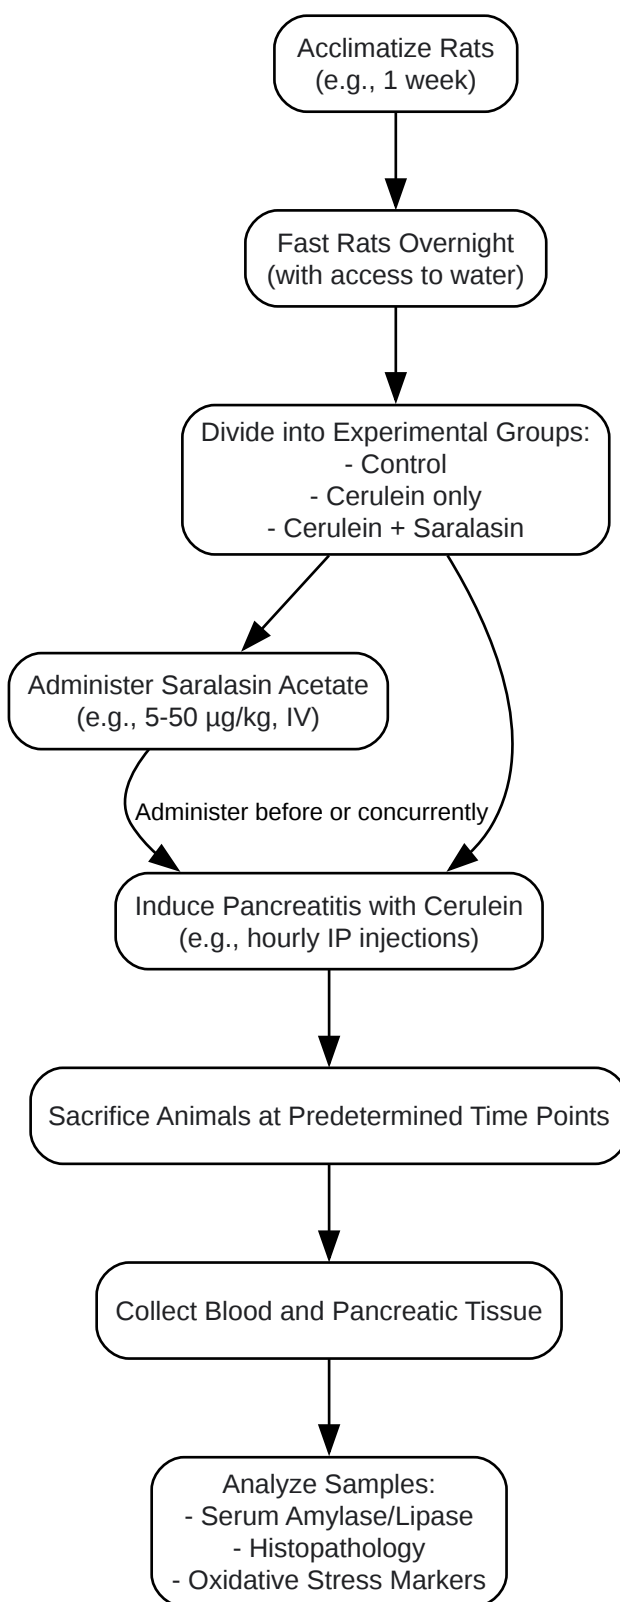 Acclimatize Rats
(e.g., 1 week)
Fast Rats Overnight
(with access to water)
Divide into Experimental Groups:
- Control
- Cerulein only
- Cerulein + Saralasin
Administer Saralasin Acetate
(e.g., 5-50 µg/kg, IV)
Administer before or concurrently
Induce Pancreatitis with Cerulein
(e.g., hourly IP injections)
Sacrifice Animals at Predetermined Time Points
Collect Blood and Pancreatic Tissue
Analyze Samples:
- Serum Amylase/Lipase
- Histopathology
- Oxidative Stress Markers